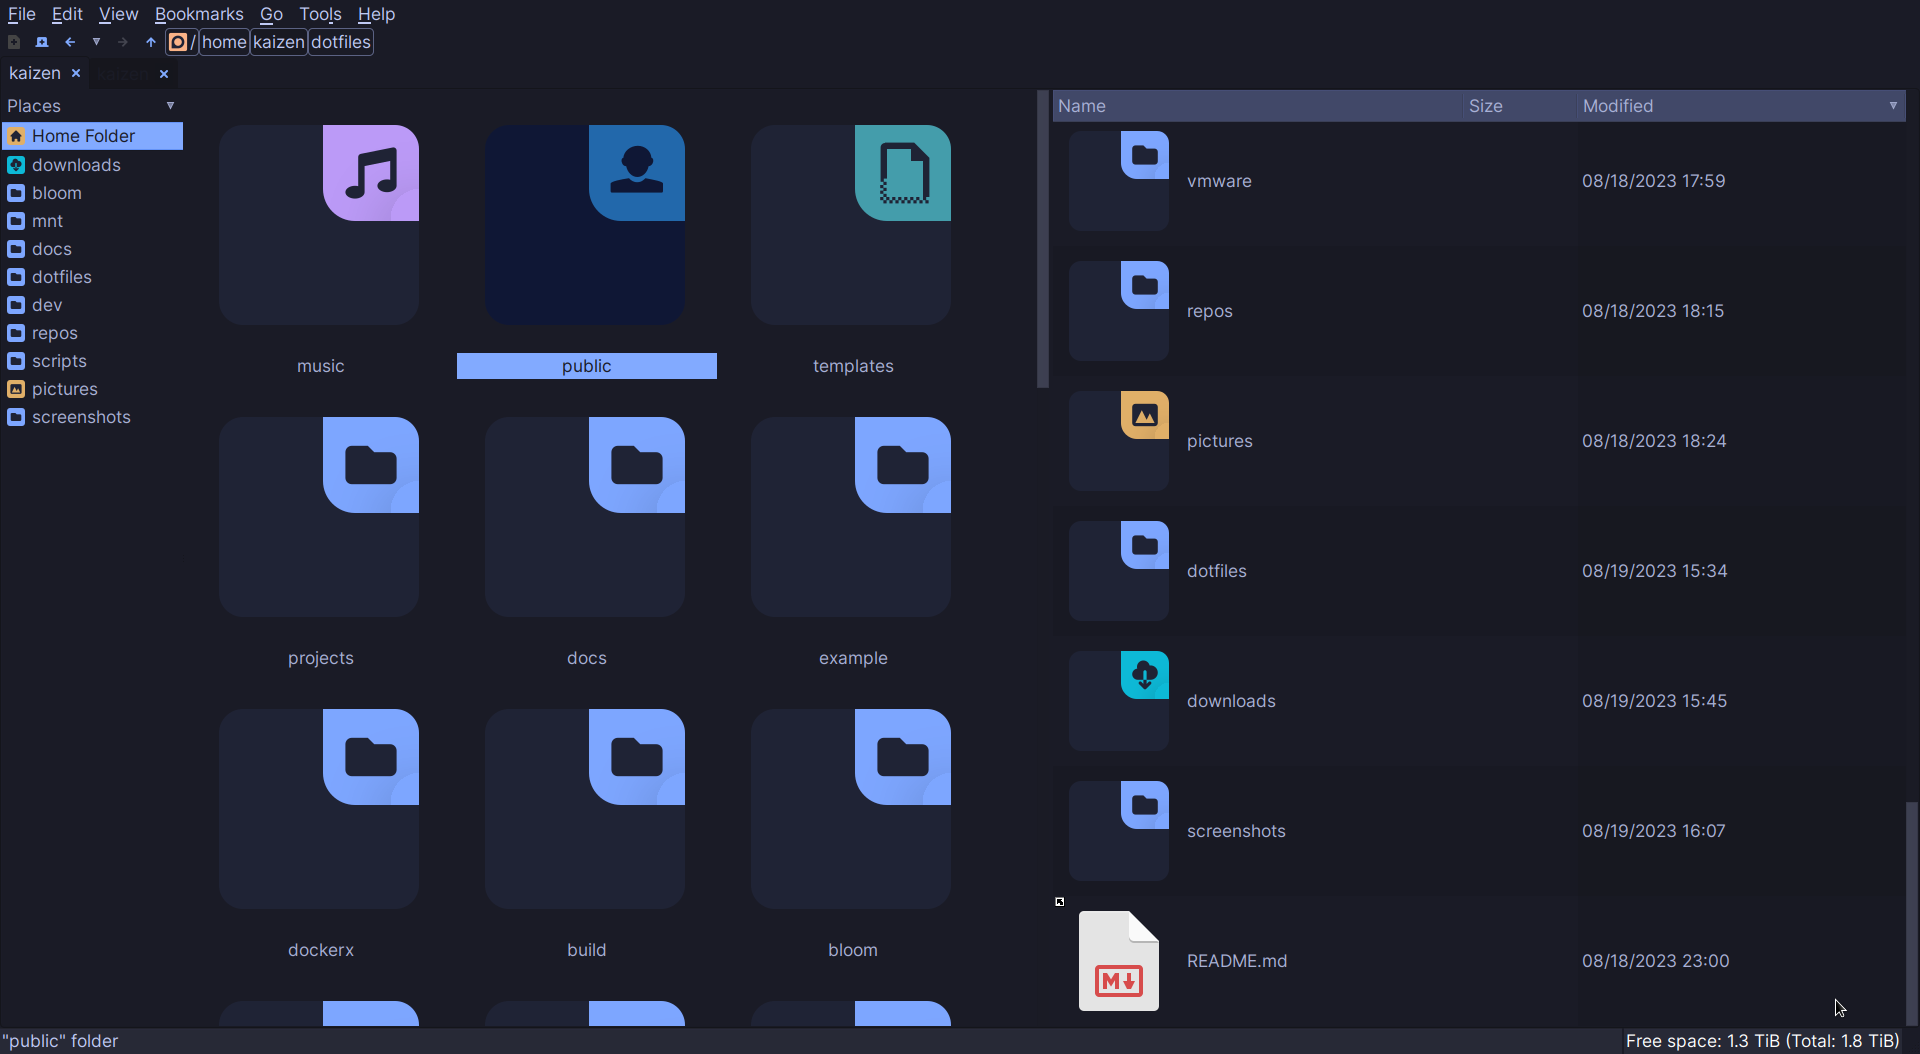 File Edit View Bookmarks Go Tools Help
/ home kaizen dotfiles
kaizen
Places
Home Folder
downloads
bloom
mnt
docs
dotfiles
dev
repos
scripts
pictures
screenshots
music public templates
projects docs example
dockerx build bloom
Name Size Modified
vmware 08/18/2023 17:59
repos 08/18/2023 18:15
pictures 08/18/2023 18:24
dotfiles 08/19/2023 15:34
downloads 08/19/2023 15:45
screenshots 08/19/2023 16:07
M
README.md 08/18/2023 23:00
"public" folder
Free space: 1.3 TiB (Total: 1.8 TiB)